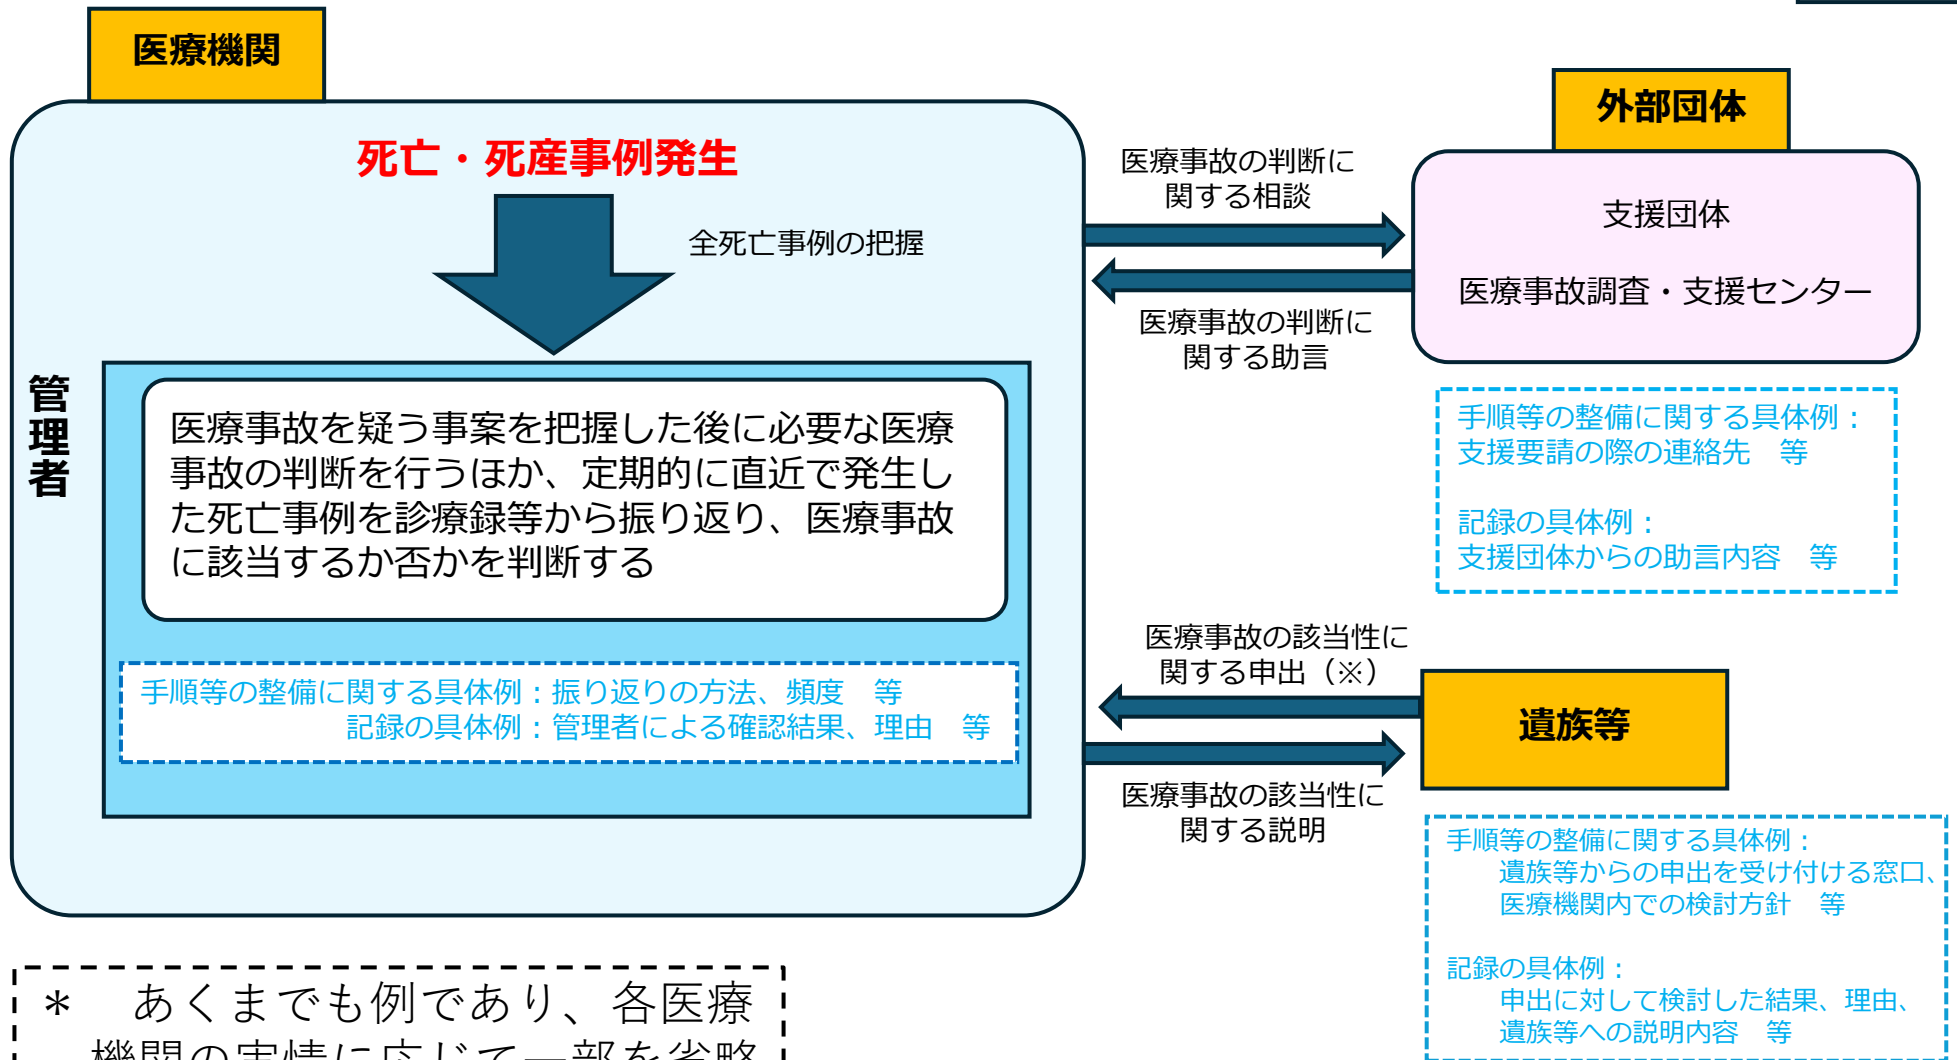 医療機関
死亡・死産事例発生
全死亡事例の把握
管理者
医療事故を疑う事案を把握した後に必要な医療
事故の判断を行うほか、定期的に直近で発生し
た死亡事例を診療録等から振り返り、医療事故
に該当するか否かを判断する
手順等の整備に関する具体例：振り返りの方法、頻度　等
記録の具体例：管理者による確認結果、理由　等
医療事故の判断に
関する相談
医療事故の判断に
関する助言
外部団体
支援団体
医療事故調査・支援センター
手順等の整備に関する具体例：
支援要請の際の連絡先　等
記録の具体例：
支援団体からの助言内容　等
医療事故の該当性に
関する申出（※）
医療事故の該当性に
関する説明
遺族等
手順等の整備に関する具体例：
遺族等からの申出を受け付ける窓口、
医療機関内での検討方針　等
記録の具体例：
申出に対して検討した結果、理由、
遺族等への説明内容　等
＊　あくまでも例であり、各医療
機関の実情に応じて一部を省略